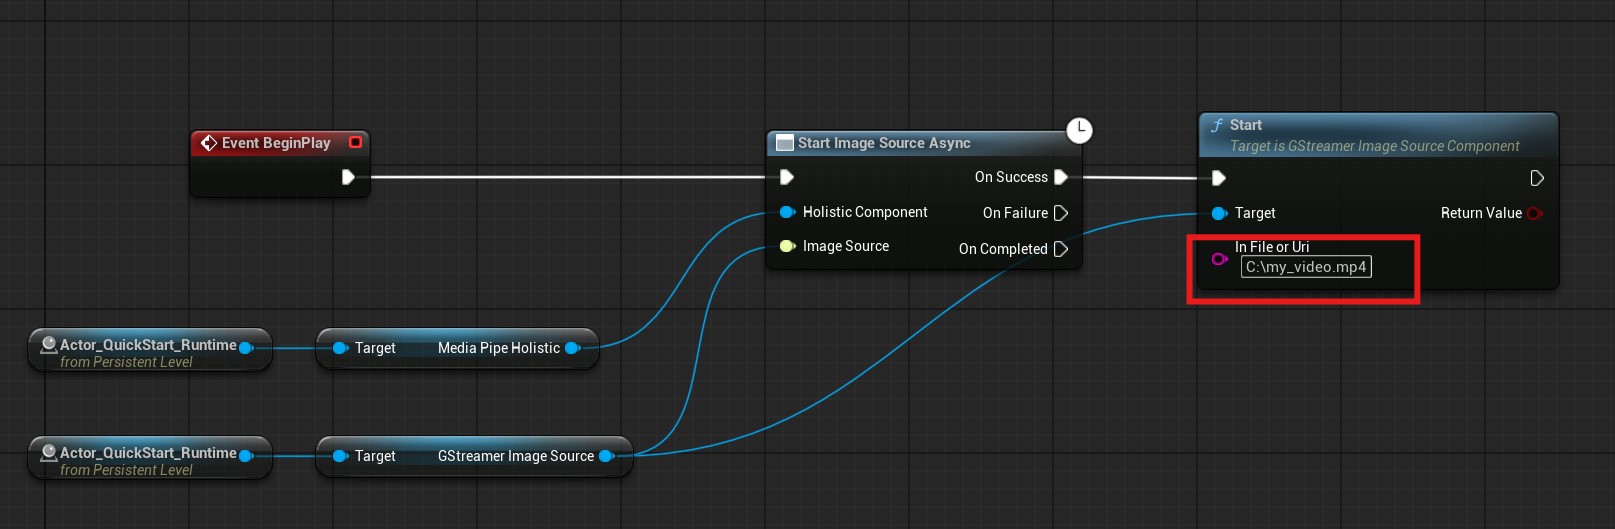 Event BeginPlay
Start Image Source Async
On Success
Holistic Component
On Failure
Image Source
On Completed
f Start
Target is GStreamer Image Source Component
Target
Return Value
In File or Uri
C:\my_video.mp4
Actor_QuickStart_Runtime
from Persistent Level
Target
Media Pipe Holistic
Actor_QuickStart_Runtime
from Persistent Level
Target
GStreamer Image Source